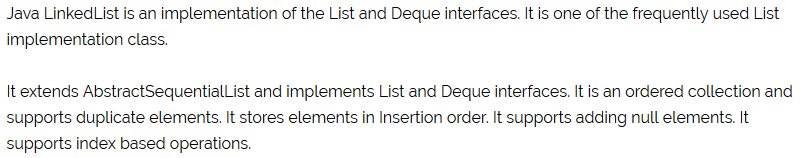 Java LinkedList is an implementation of the List and Deque interfaces. It is one of the frequently used List
implementation class.
It extends AbstractSequentialList and implements List and Deque interfaces. It is an ordered collection and
supports duplicate elements. It stores elements in Insertion order. It supports adding null elements. It
supports index based operations.